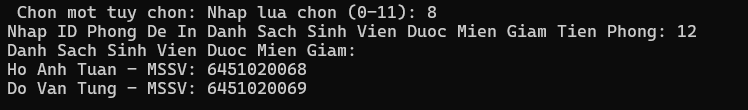 Chon mot tuy chon: Nhap lua chon (0-11): 8
Nhap ID Phong De In Danh Sach Sinh Vien Duoc Mien Giam Tien Phong: 12
Danh Sach Sinh Vien Duoc Mien Giam:
Ho Anh Tuan - MSSV: 6451020068
Do Van Tung - MSSV: 6451020069